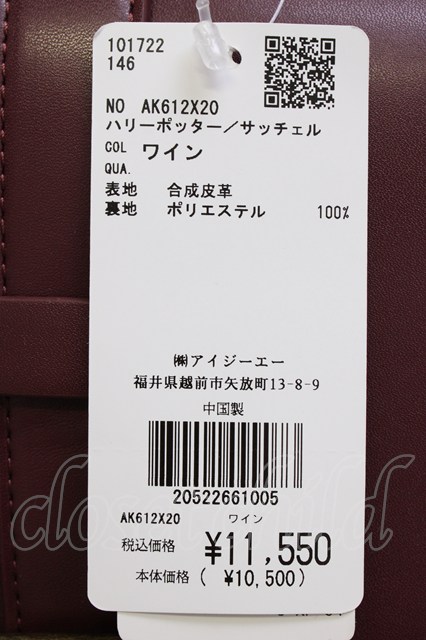 101722
146
NO AK612X20
ハリーポッター／サッチェル
COL ワイン
QUA.
表地 合成皮革
裏地 ポリエステル 100%
㈱アイジーエー
福井県越前市矢放町13-8-9
中国製
20522661005
AK612X20 ワイン
税込価格 ¥11,550
本体価格( ¥10,500)
closet child